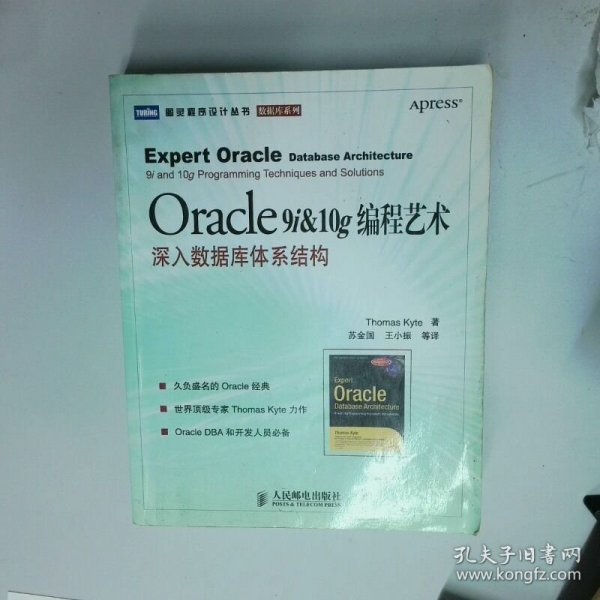 TURING 图灵程序设计丛书 数据库系列
Apress®
Expert Oracle Database Architecture
9i and 10g Programming Techniques and Solutions
Oracle 9i&10g 编程艺术
深入数据库体系结构
Thomas Kyte 著
苏金国 王小振 等译
■ 久负盛名的 Oracle 经典
■ 世界顶级专家 Thomas Kyte 力作
■ Oracle DBA 和开发人员必备
Expert
Oracle
Database Architecture
Thomas Kyte
人民邮电出版社
POSTS & TELECOM PRESS
孔夫子旧书网
www.kongfz.com